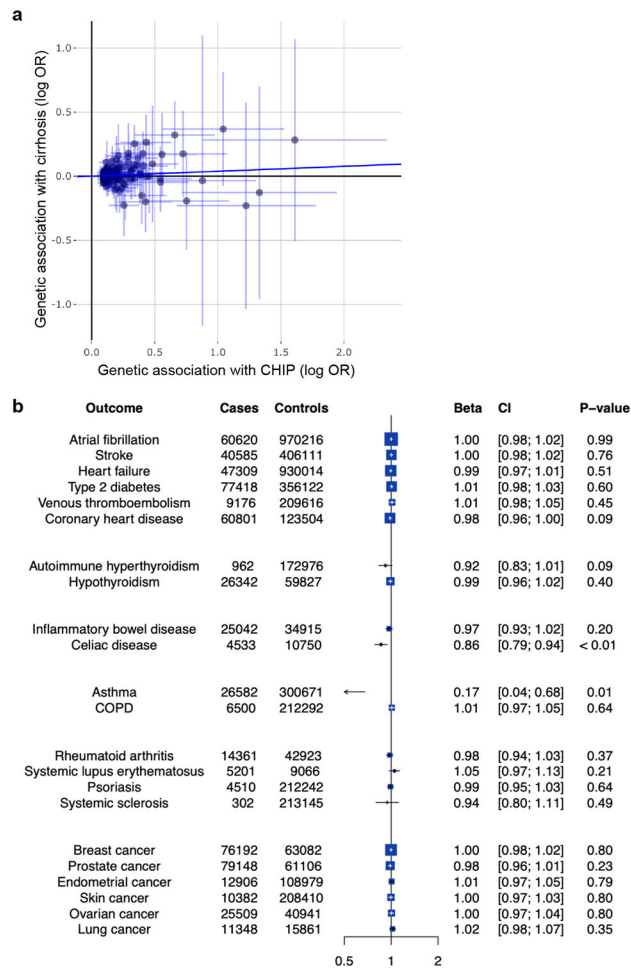 a
Genetic association with cirrhosis (log OR)
1.0
0.5
0.0
-0.5
-1.0
0.0 0.5 1.0 1.5 2.0
Genetic association with CHIP (log OR)
b
Outcome Cases Controls Beta CI P−value
Atrial fibrillation 60620 970216 1.00 [0.98; 1.02] 0.99
Stroke 40585 406111 1.00 [0.98; 1.02] 0.76
Heart failure 47309 930014 0.99 [0.97; 1.01] 0.51
Type 2 diabetes 77418 356122 1.01 [0.98; 1.03] 0.60
Venous thromboembolism 9176 209616 1.01 [0.98; 1.05] 0.45
Coronary heart disease 60801 123504 0.98 [0.96; 1.00] 0.09
Autoimmune hyperthyroidism 962 172976 0.92 [0.83; 1.01] 0.09
Hypothyroidism 26342 59827 0.99 [0.96; 1.02] 0.40
Inflammatory bowel disease 25042 34915 0.97 [0.93; 1.02] 0.20
Celiac disease 4533 10750 0.86 [0.79; 0.94] < 0.01
Asthma 26582 300671 0.17 [0.04; 0.68] 0.01
COPD 6500 212292 1.01 [0.97; 1.05] 0.64
Rheumatoid arthritis 14361 42923 0.98 [0.94; 1.03] 0.37
Systemic lupus erythematosus 5201 9066 1.05 [0.97; 1.13] 0.21
Psoriasis 4510 212242 0.99 [0.95; 1.03] 0.64
Systemic sclerosis 302 213145 0.94 [0.80; 1.11] 0.49
Breast cancer 76192 63082 1.00 [0.98; 1.02] 0.80
Prostate cancer 79148 61106 0.98 [0.96; 1.01] 0.23
Endometrial cancer 12906 108979 1.01 [0.97; 1.05] 0.79
Skin cancer 10382 208410 1.00 [0.97; 1.03] 0.80
Ovarian cancer 25509 40941 1.00 [0.97; 1.04] 0.80
Lung cancer 11348 15861 1.02 [0.98; 1.07] 0.35
0.5 1 2